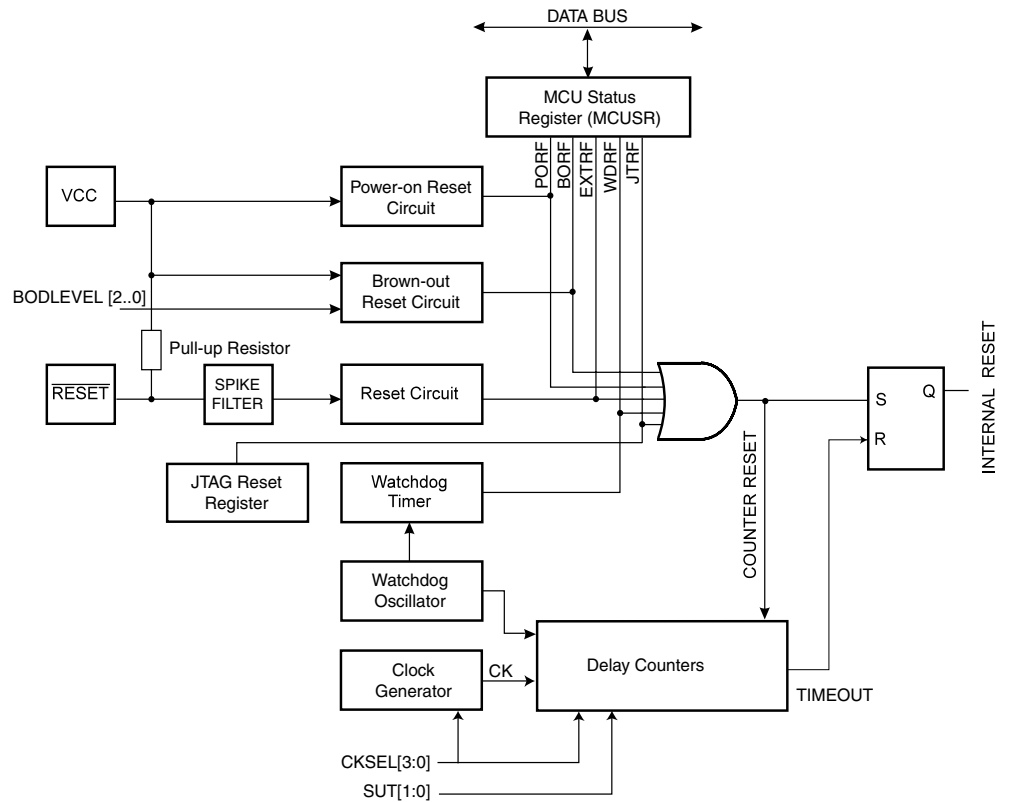 DATA BUS
MCU Status
Register (MCUSR)
PORF
BORF
EXTRF
WDRF
JTRF
VCC
Power-on Reset
Circuit
Brown-out
Reset Circuit
BODLEVEL [2..0]
Pull-up Resistor
RESET
SPIKE
FILTER
Reset Circuit
JTAG Reset
Register
Watchdog
Timer
Watchdog
Oscillator
Clock
Generator
CK
CKSEL[3:0]
SUT[1:0]
Delay Counters
COUNTER RESET
TIMEOUT
S
R
Q
INTERNAL RESET